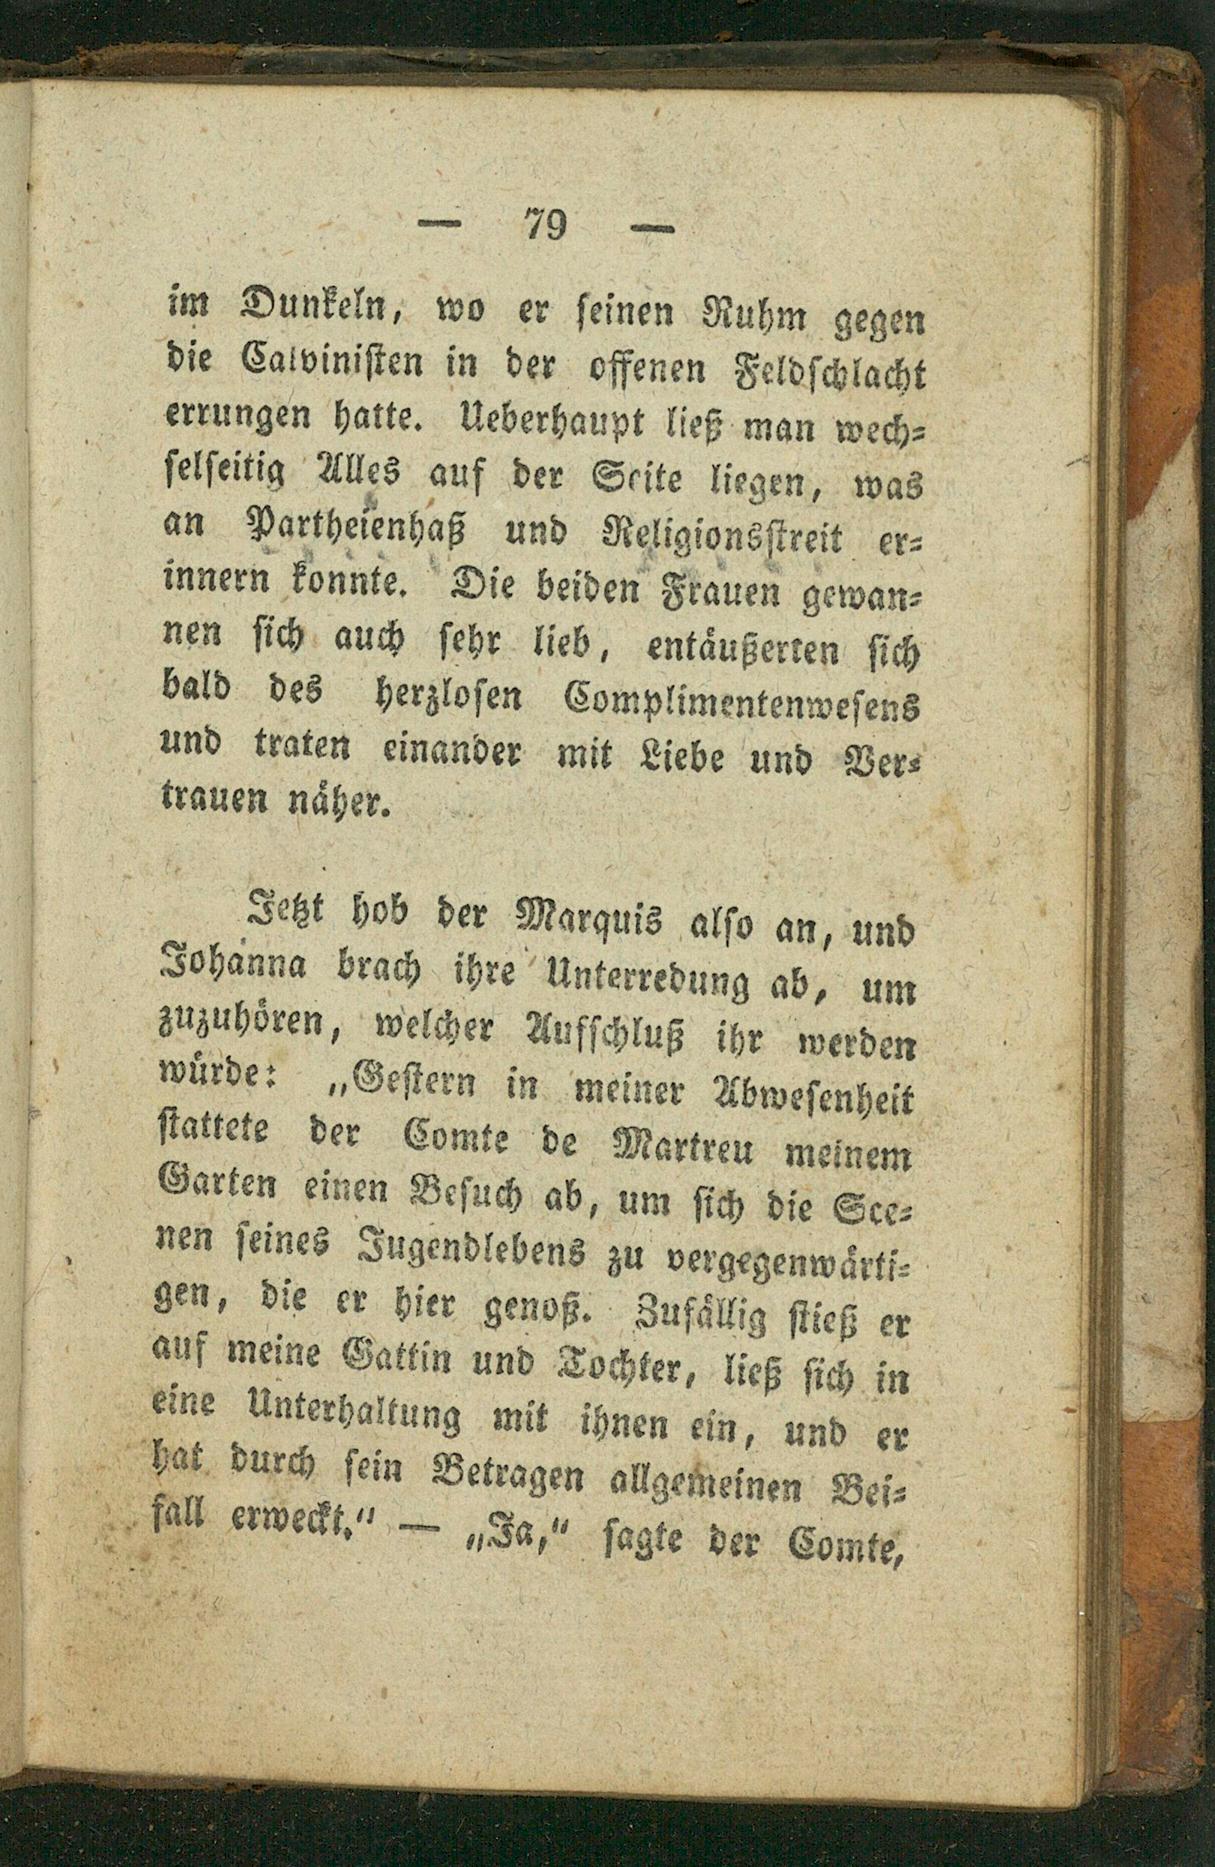 — 79 —
im Dunkeln, wo er seinen Ruhm gegen
die Calvinisten in der offenen Feldschlacht
errungen hatte. Ueberhaupt ließ man wech-
selseitig Alles auf der Seite liegen, was
an Partheienhaß und Religionsstreit er-
innern konnte. Die beiden Frauen gewan-
nen sich auch sehr lieb, entäußerten sich
bald des herzlosen Complimentenwesens
und traten einander mit Liebe und Ver-
trauen näher.
Jetzt hob der Marquis also an, und
Johanna brach ihre Unterredung ab, um
zuzuhören, welcher Aufschluß ihr werden
würde: „Gestern in meiner Abwesenheit
stattete der Comte de Martreu meinem
Garten einen Besuch ab, um sich die Sce-
nen seines Jugendlebens zu vergegenwärti-
gen, die er hier genoß. Zufällig stieß er
auf meine Gattin und Tochter, ließ sich in
eine Unterhaltung mit ihnen ein, und er
hat durch sein Betragen allgemeinen Bei-
fall erweckt.“ — „Ja,“ sagte der Comte,